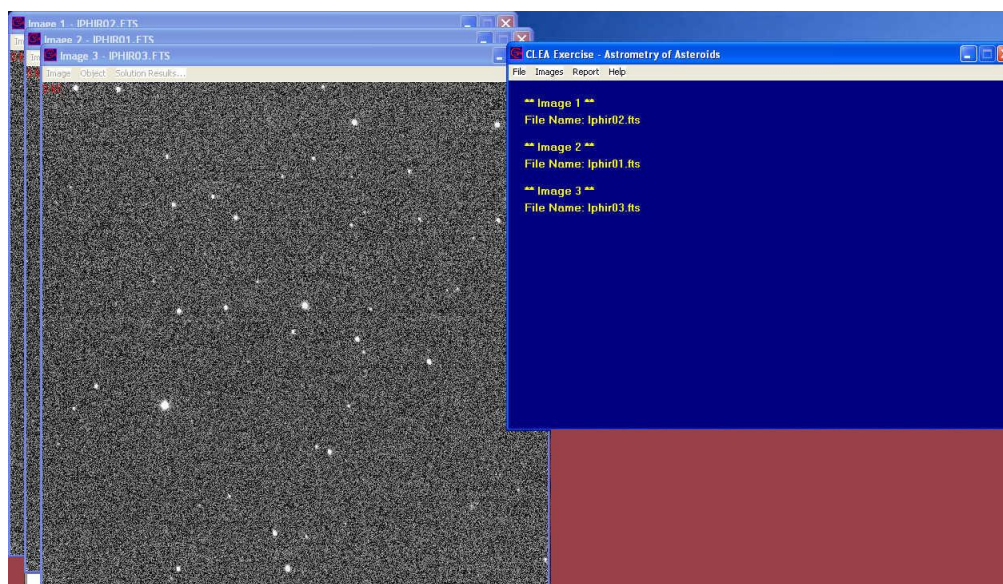 Image 1 - IPHIR02.FTS
Image 2 - IPHIR01.FTS
Image 3 - IPHIR03.FTS
Image Object Solution Results...
CLEA Exercise - Astrometry of Asteroids
File Images Report Help
** Image 1 **
File Name: Iphir02.fts
** Image 2 **
File Name: Iphir01.fts
** Image 3 **
File Name: Iphir03.fts